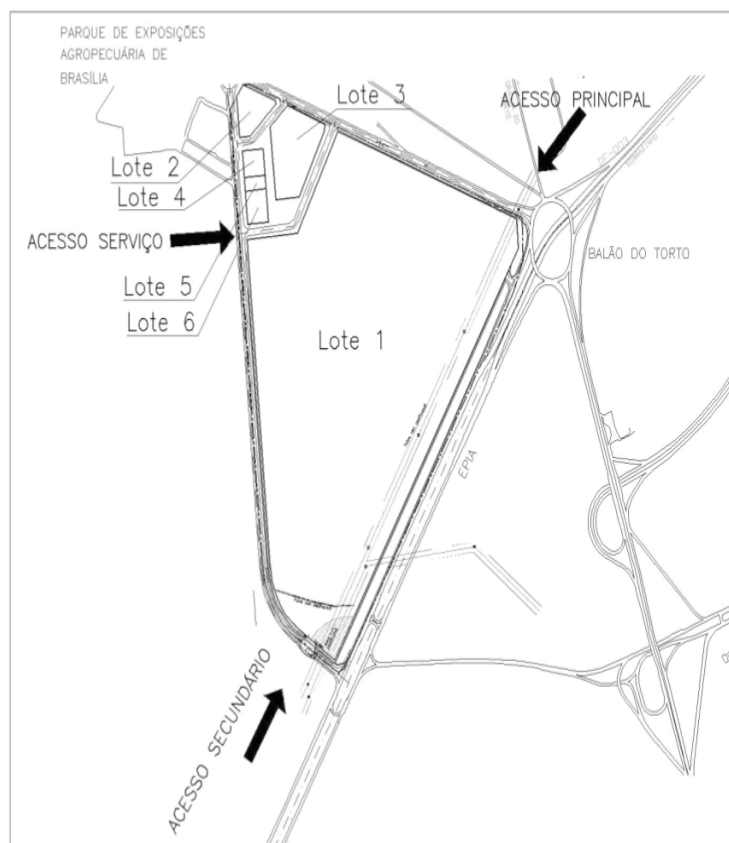 PARQUE DE EXPOSIÇÕES
AGROPECUÁRIA DE
BRASÍLIA
Lote 3
ACESSO PRINCIPAL
Lote 2
Lote 4
ACESSO SERVIÇO
BALÃO DO TORTO
Lote 5
Lote 6
Lote 1
EPIA
ACESSO SECUNDÁRIO